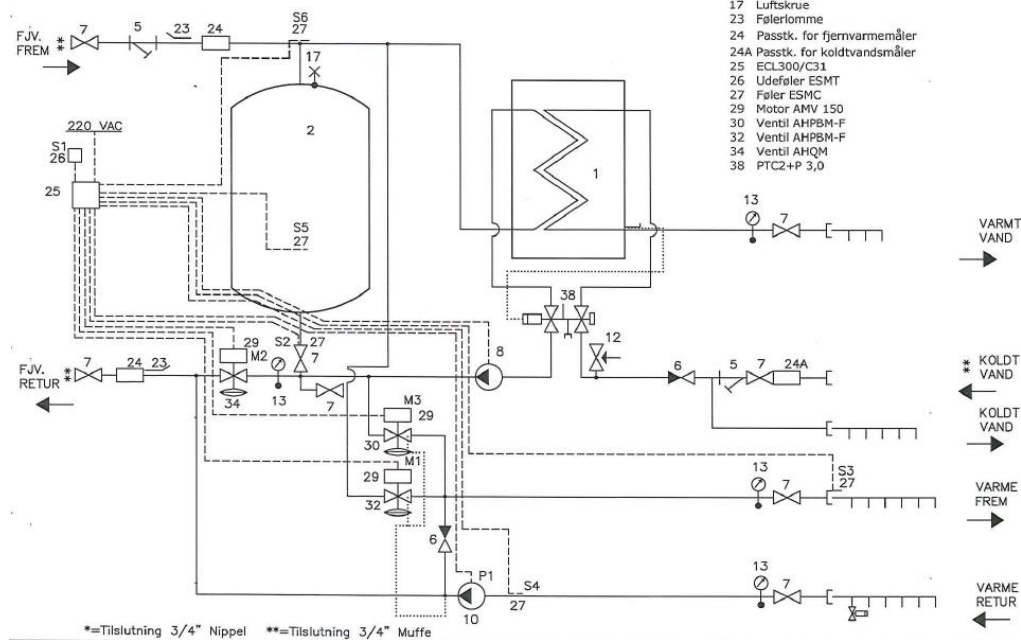 17 Luftskrue
23 Følerlomme
24 Passtk. for fjernvarmemåler
24A Passtk. for koldtvandsmåler
25 ECL300/C31
26 Udeføler ESMT
27 Føler ESMC
29 Motor AMV 150
30 Ventil AHPBM-F
32 Ventil AHPBM-F
34 Ventil AHQM
38 PTC2+P 3,0
FJV.
FREM **
7
5
23
24
S6
27
17
2
220 VAC
S1
26
25
S5
27
1
13
7
VARMT
VAND
38
12
S2
27
7
29
M2
8
FJV.
RETUR **
7
24
23
34
13
7
6
5
7
24A
** KOLDT
VAND
KOLDT
VAND
M3
29
30
M1
29
32
6
13
7
S3
27
VARME
FREM
P1
10
S4
27
13
7
VARME
RETUR
*=Tilslutning 3/4" Nippel **=Tilslutning 3/4" Muffe